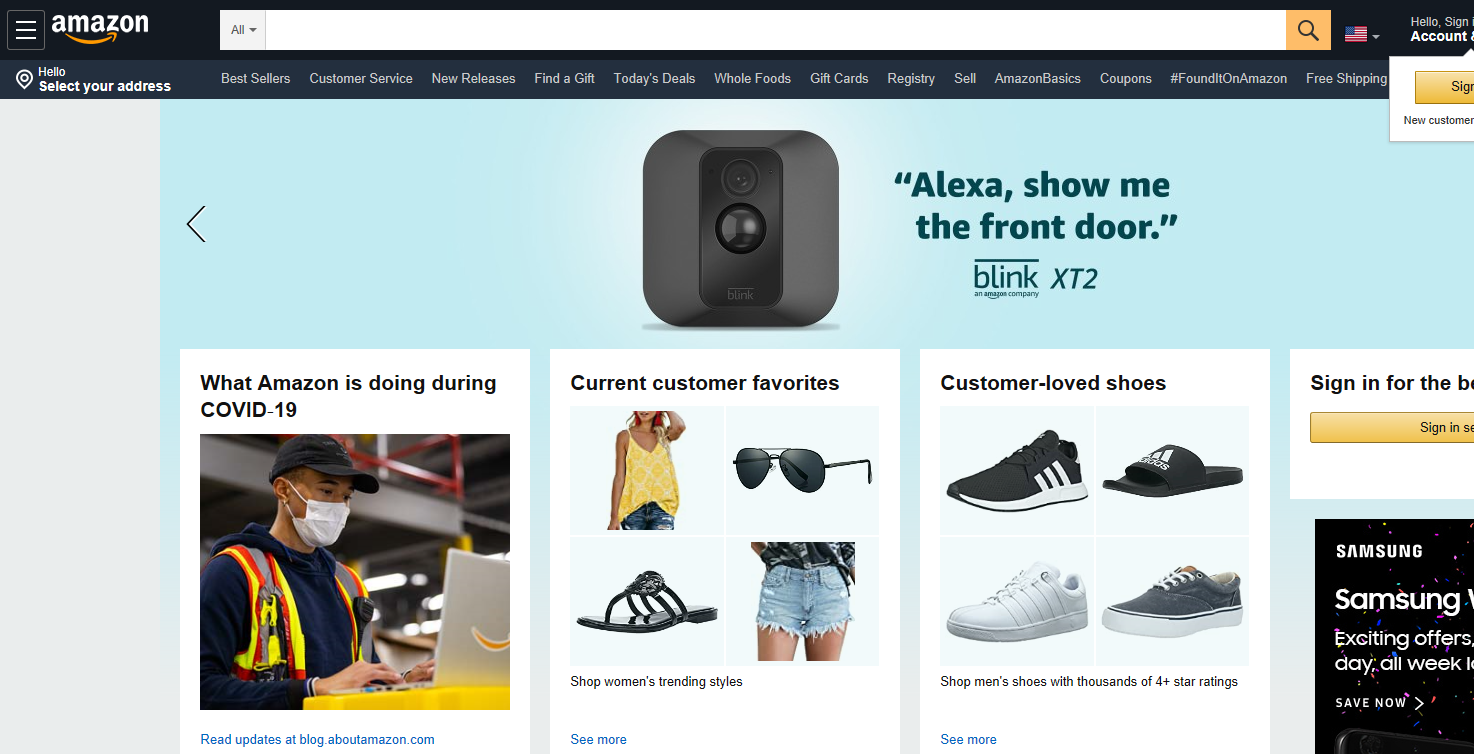 amazon
All
Hello, Sign
Account &
Hello
Select your address
Best Sellers
Customer Service
New Releases
Find a Gift
Today's Deals
Whole Foods
Gift Cards
Registry
Sell
AmazonBasics
Coupons
#FoundItOnAmazon
Free Shipping
Sign
New customer
“Alexa, show me
the front door.”
blink XT2
an amazon company
blink
What Amazon is doing during
COVID-19
Read updates at blog.aboutamazon.com
Current customer favorites
Shop women's trending styles
See more
Customer-loved shoes
adidas
Shop men's shoes with thousands of 4+ star ratings
See more
Sign in for the
Sign in
SAMSUNG
Samsung
Exciting offers,
day, all week
SAVE NOW